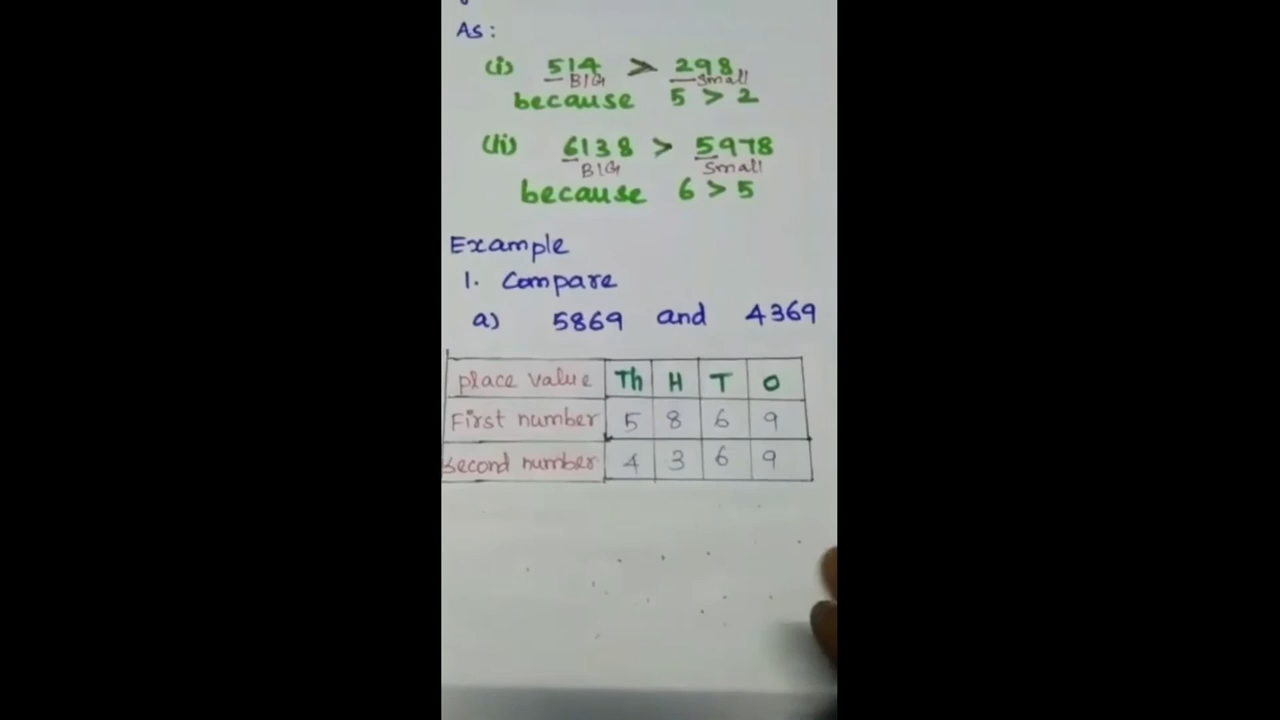 As:
(i) 514 > 298
BIG small
because 5 > 2
(ii) 6138 > 5978
BIG small
because 6 > 5
Example
1. Compare
a) 5869 and 4369
place value Th H T O
First number 5 8 6 9
second number 4 3 6 9